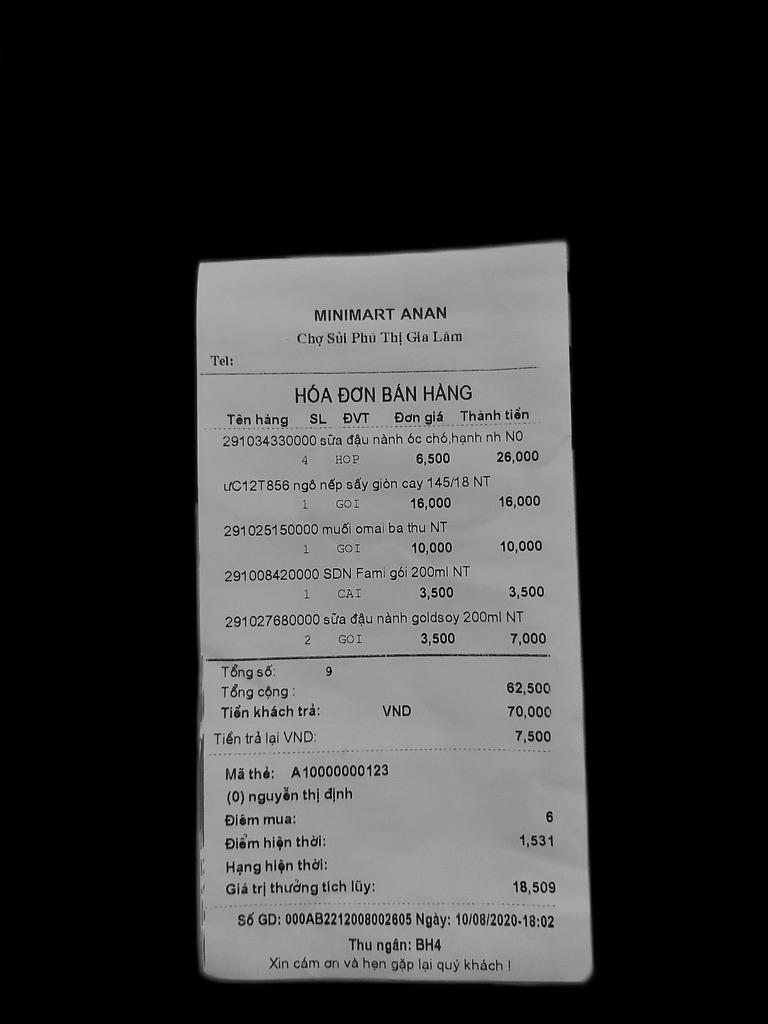 MINIMART ANAN
Chợ Sủi Phú Thị Gia Lâm
Tel:
HÓA ĐƠN BÁN HÀNG
Tên hàng SL ĐVT Đơn giá Thành tiền
291034330000 sữa đậu nành óc chó,hạnh nh N0
4 HOP 6,500 26,000
ưC12T856 ngô nếp sấy giòn cay 145/18 NT
1 GOI 16,000 16,000
291025150000 muối omai ba thu NT
1 GOI 10,000 10,000
291008420000 SDN Fami gói 200ml NT
1 CAI 3,500 3,500
291027680000 sữa đậu nành goldsoy 200ml NT
2 GOI 3,500 7,000
Tổng số: 9
Tổng cộng : 62,500
Tiền khách trả: VND 70,000
Tiền trả lại VND: 7,500
Mã thẻ: A10000000123
(0) nguyễn thị định
Điểm mua: 6
Điểm hiện thời: 1,531
Hạng hiện thời:
Giá trị thưởng tích lũy: 18,509
Số GD: 000AB2212008002605 Ngày: 10/08/2020-18:02
Thu ngân: BH4
Xin cám ơn và hẹn gặp lại quý khách !